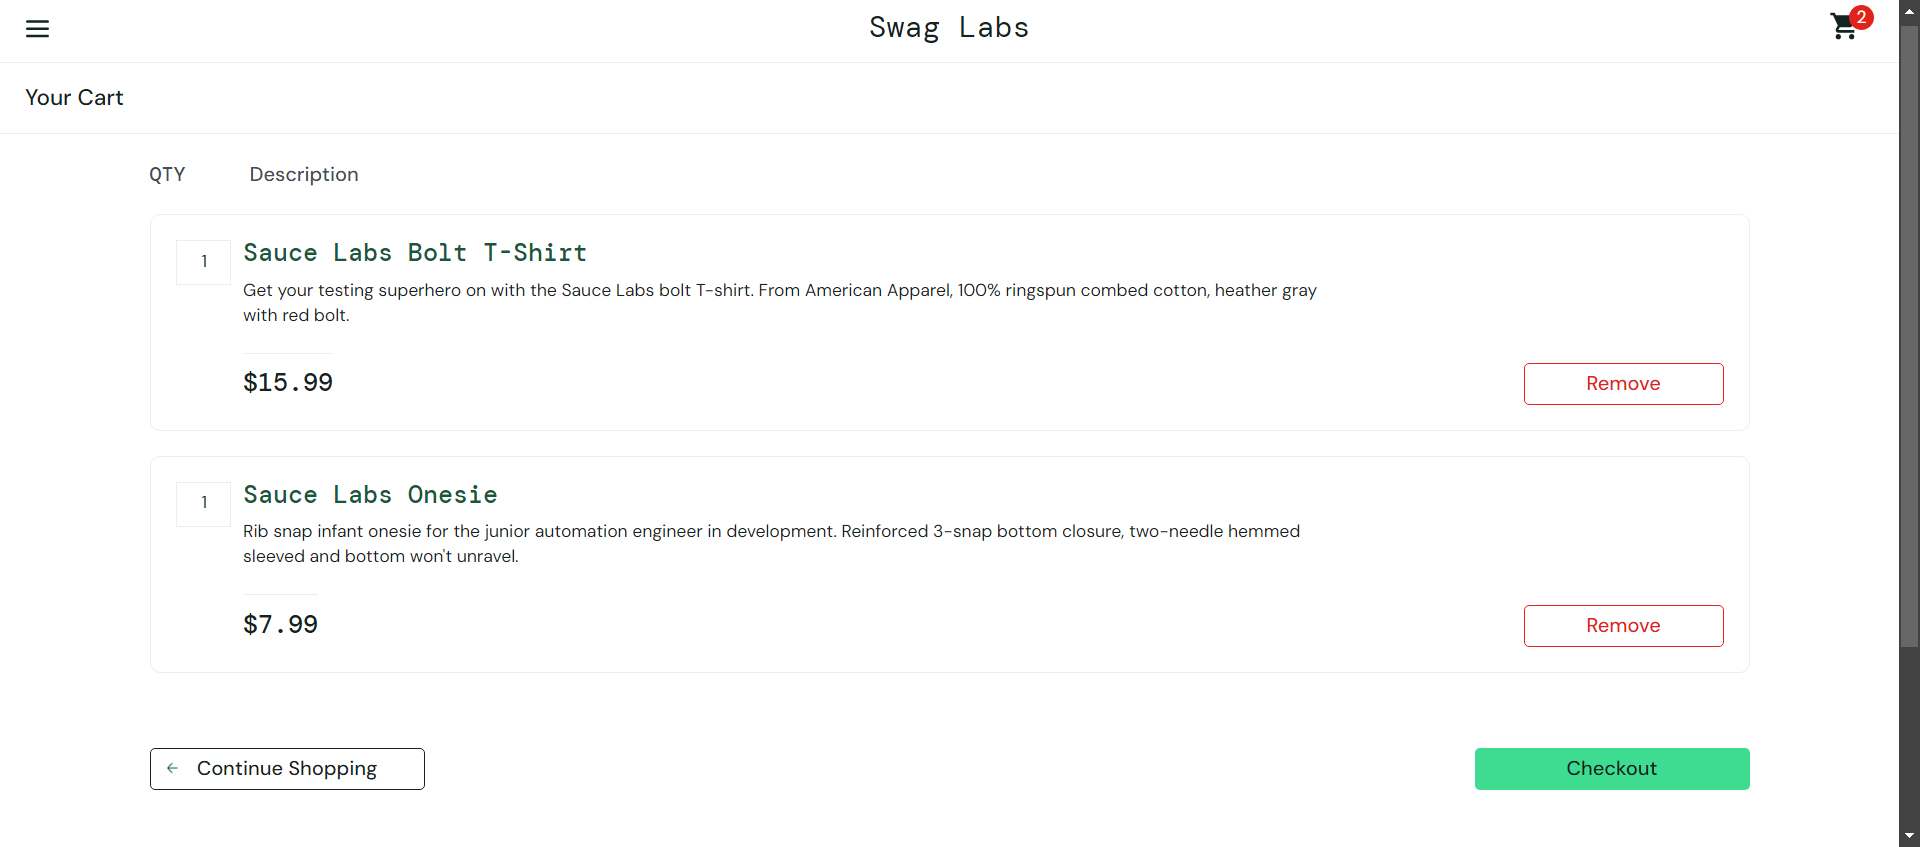 Swag Labs
2
Your Cart
QTY Description
1
Sauce Labs Bolt T-Shirt
Get your testing superhero on with the Sauce Labs bolt T-shirt. From American Apparel, 100% ringspun combed cotton, heather gray
with red bolt.
$15.99
Remove
1
Sauce Labs Onesie
Rib snap infant onesie for the junior automation engineer in development. Reinforced 3-snap bottom closure, two-needle hemmed
sleeved and bottom won't unravel.
$7.99
Remove
Continue Shopping
Checkout